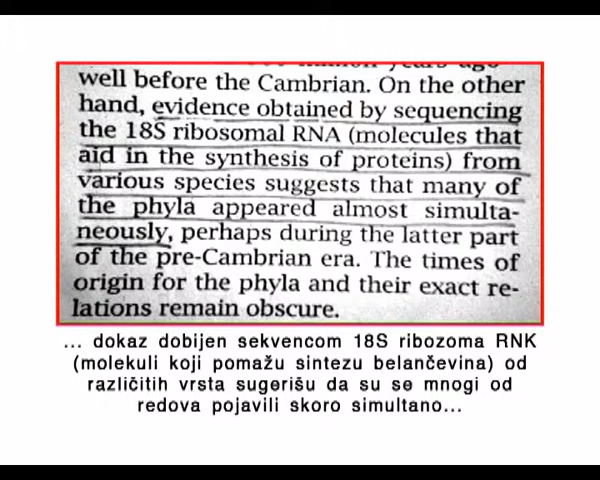 well before the Cambrian. On the other
hand, evidence obtained by sequencing
the 18S ribosomal RNA (molecules that
aid in the synthesis of proteins) from
various species suggests that many of
the phyla appeared almost simulta-
neously, perhaps during the latter part
of the pre-Cambrian era. The times of
origin for the phyla and their exact re-
lations remain obscure.
... dokaz dobijen sekvencom 18S ribozoma RNK
(molekuli koji pomažu sintezu belančevina) od
različitih vrsta sugerišu da su se mnogi od
redova pojavili skoro simultano...